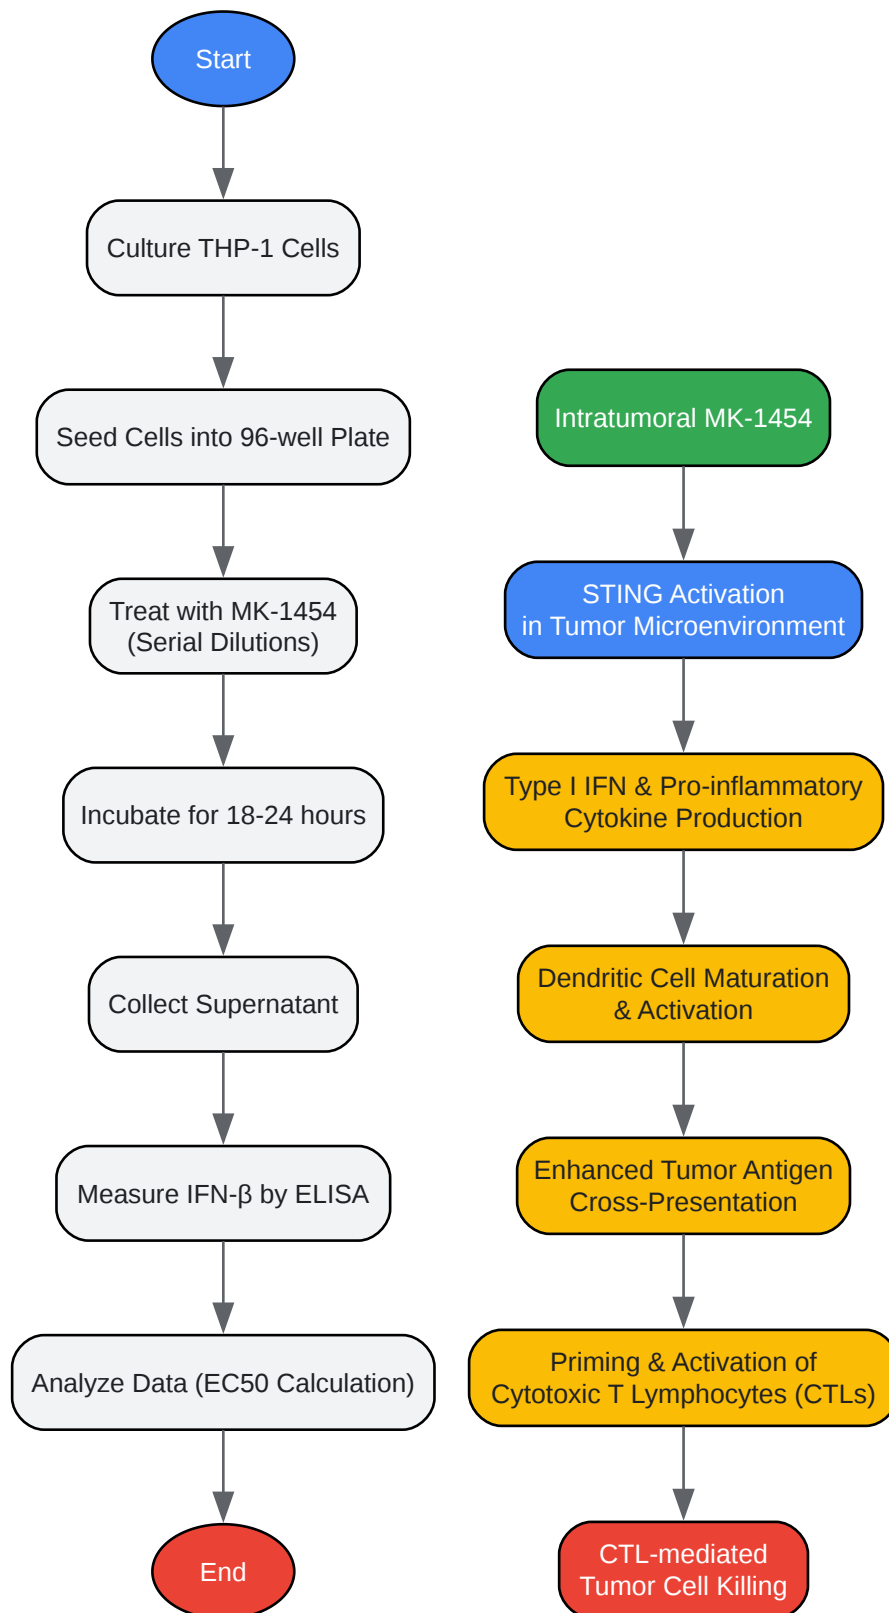 Start
Culture THP-1 Cells
Seed Cells into 96-well Plate
Treat with MK-1454
(Serial Dilutions)
Incubate for 18-24 hours
Collect Supernatant
Measure IFN-β by ELISA
Analyze Data (EC50 Calculation)
End
Intratumoral MK-1454
STING Activation
in Tumor Microenvironment
Type I IFN & Pro-inflammatory
Cytokine Production
Dendritic Cell Maturation
& Activation
Enhanced Tumor Antigen
Cross-Presentation
Priming & Activation of
Cytotoxic T Lymphocytes (CTLs)
CTL-mediated
Tumor Cell Killing